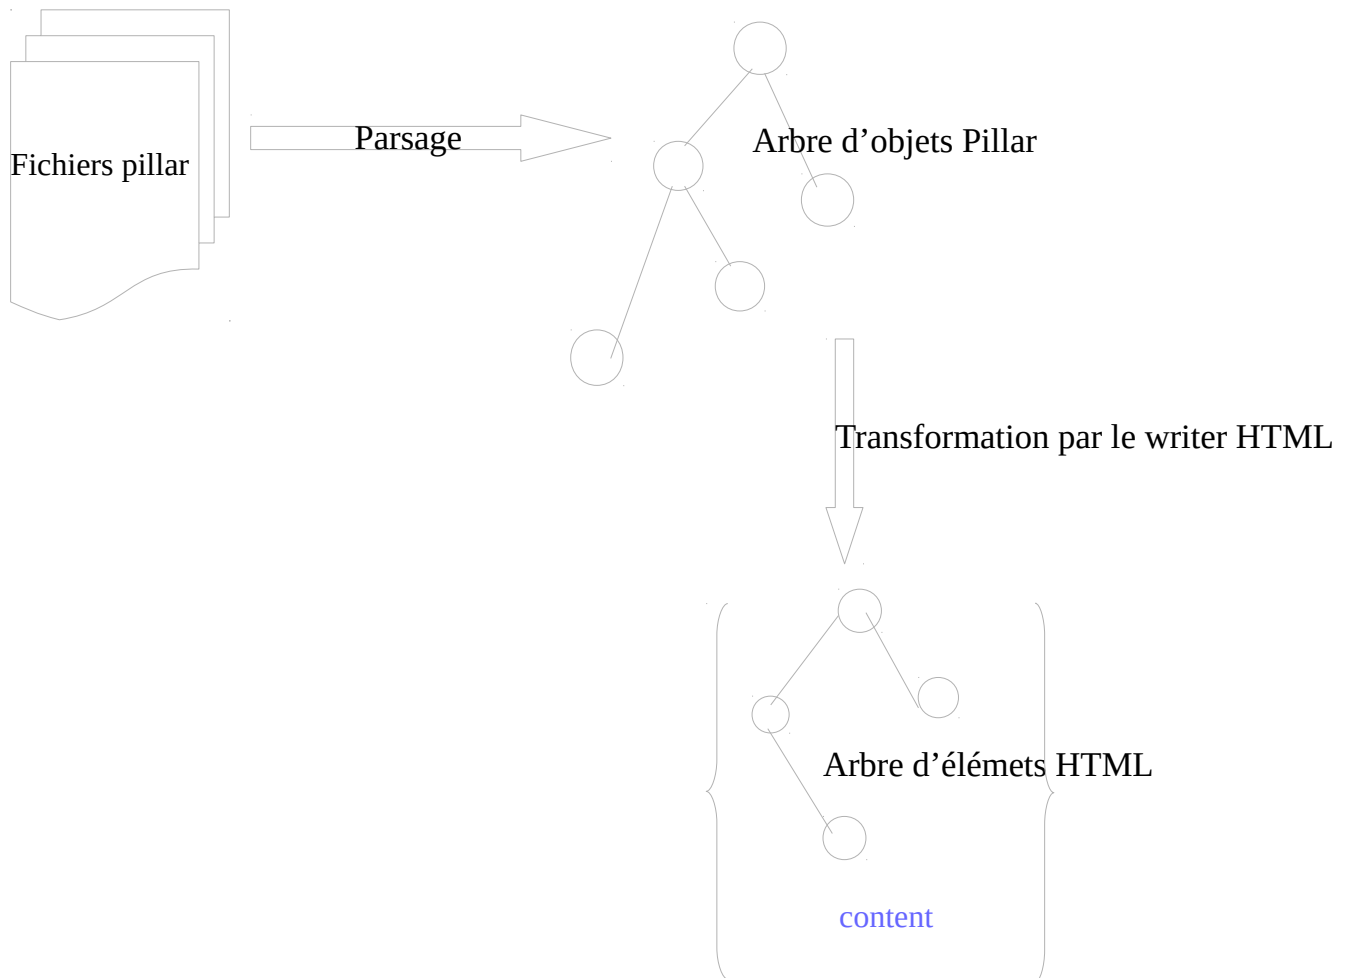 Fichiers pillar
Parsage
Arbre d’objets Pillar
Transformation par le writer HTML
Arbre d’élémets HTML
content